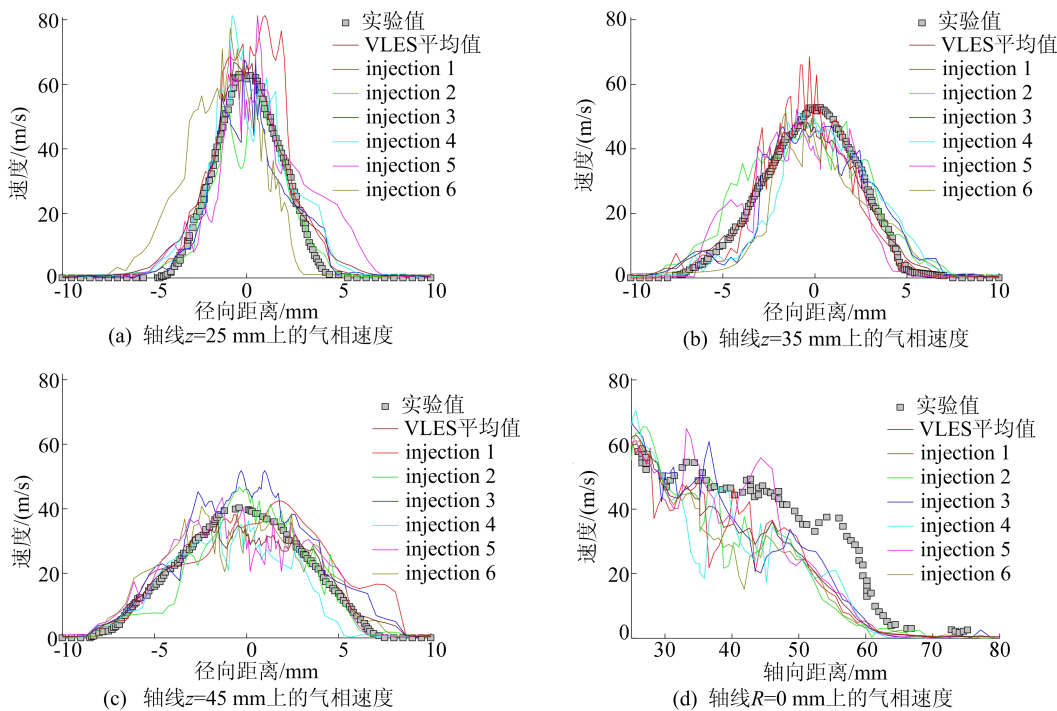 80
60
40
20
0
速度/(m/s)
-10
-5
0
5
10
径向距离/mm
实验值
VLES平均值
injection 1
injection 2
injection 3
injection 4
injection 5
injection 6
(a) 轴线z=25 mm上的气相速度
80
60
40
20
0
速度/(m/s)
-10
-5
0
5
10
径向距离/mm
实验值
VLES平均值
injection 1
injection 2
injection 3
injection 4
injection 5
injection 6
(b) 轴线z=35 mm上的气相速度
80
60
40
20
0
速度/(m/s)
-10
-5
0
5
10
径向距离/mm
实验值
VLES平均值
injection 1
injection 2
injection 3
injection 4
injection 5
injection 6
(c) 轴线z=45 mm上的气相速度
80
60
40
20
0
速度/(m/s)
30
40
50
60
70
80
轴向距离/mm
实验值
VLES平均值
injection 1
injection 2
injection 3
injection 4
injection 5
injection 6
(d) 轴线R=0 mm上的气相速度